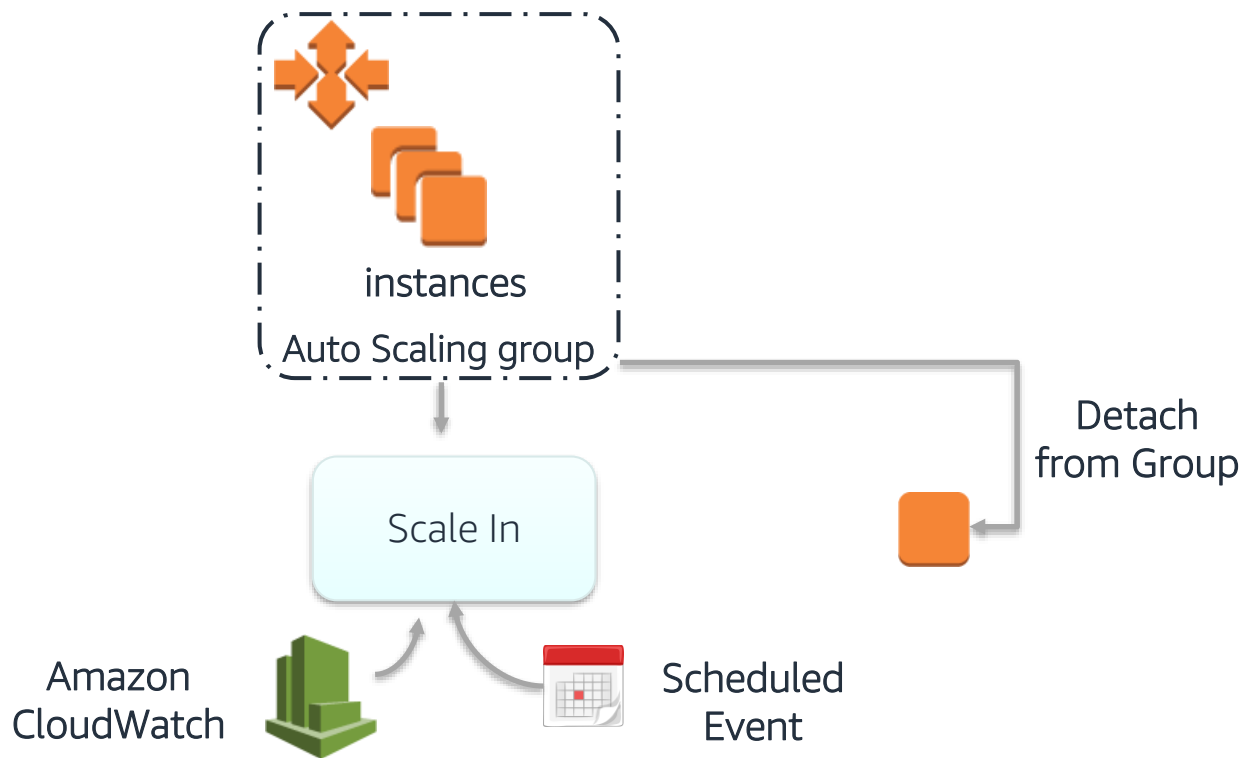 instances
Auto Scaling group
Detach
from Group
Scale In
Amazon
CloudWatch
Scheduled
Event